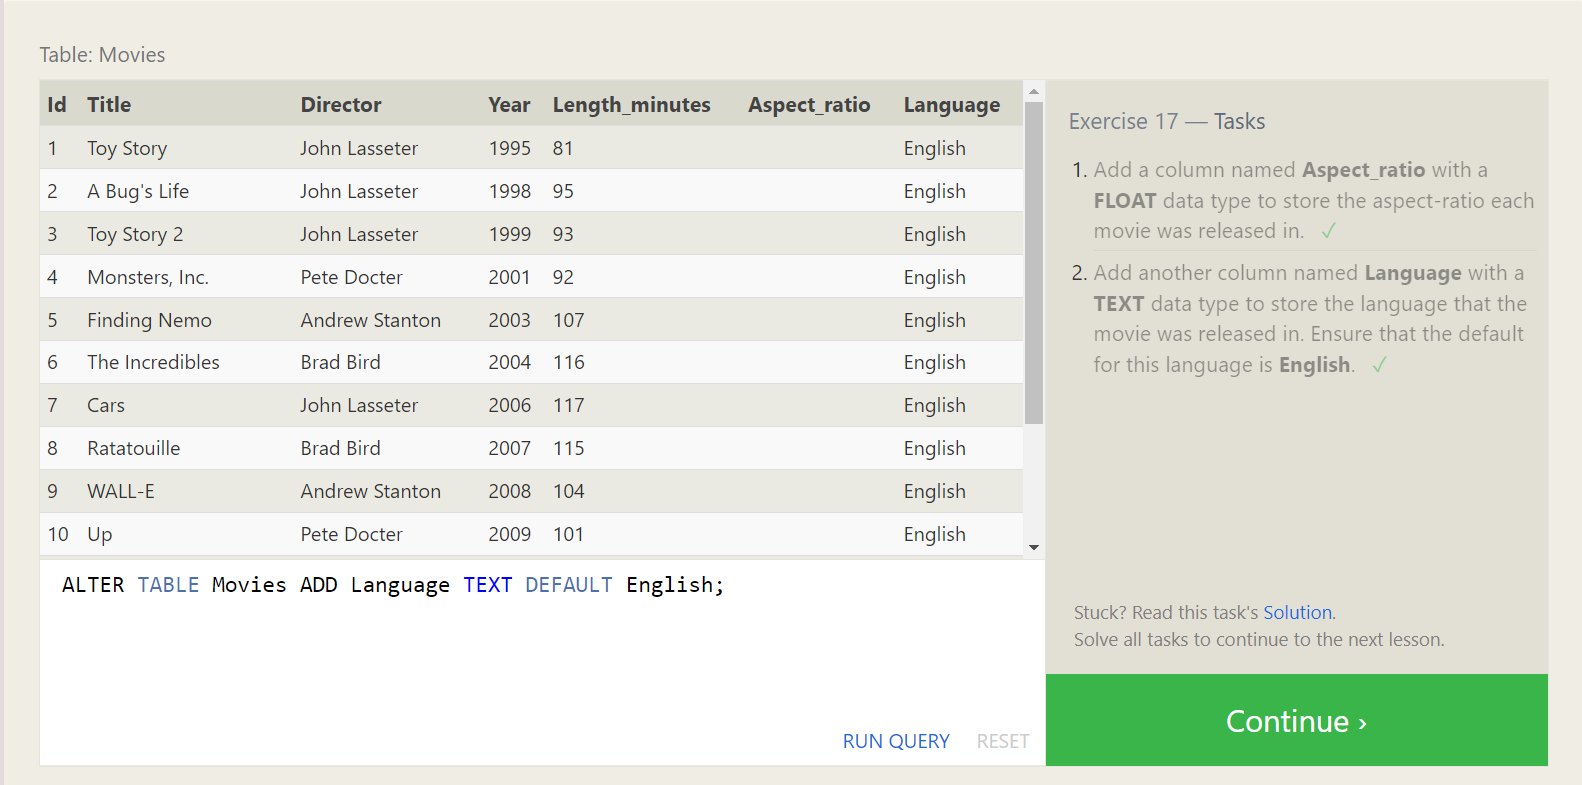 Table: Movies
Id Title Director Year Length_minutes Aspect_ratio Language
1 Toy Story John Lasseter 1995 81 English
2 A Bug's Life John Lasseter 1998 95 English
3 Toy Story 2 John Lasseter 1999 93 English
4 Monsters, Inc. Pete Docter 2001 92 English
5 Finding Nemo Andrew Stanton 2003 107 English
6 The Incredibles Brad Bird 2004 116 English
7 Cars John Lasseter 2006 117 English
8 Ratatouille Brad Bird 2007 115 English
9 WALL-E Andrew Stanton 2008 104 English
10 Up Pete Docter 2009 101 English
ALTER TABLE Movies ADD Language TEXT DEFAULT English;
RUN QUERY RESET
Exercise 17 — Tasks
1. Add a column named Aspect_ratio with a
FLOAT data type to store the aspect-ratio each
movie was released in. ✓
2. Add another column named Language with a
TEXT data type to store the language that the
movie was released in. Ensure that the default
for this language is English. ✓
Stuck? Read this task's Solution.
Solve all tasks to continue to the next lesson.
Continue ›